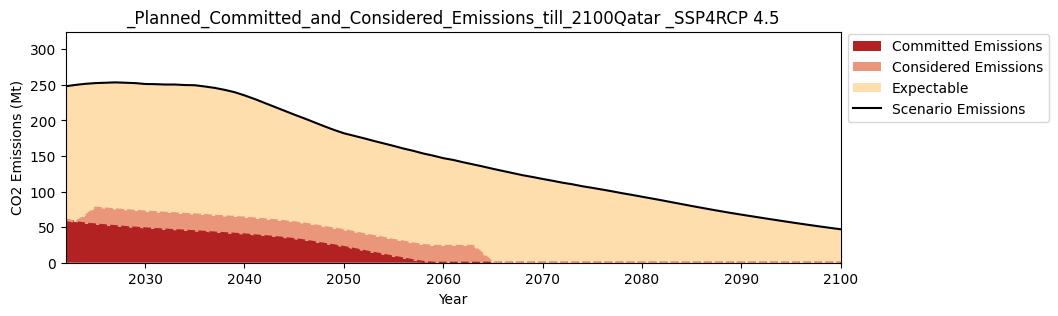 _Planned_Committed_and_Considered_Emissions_till_2100Qatar _SSP4RCP 4.5
CO2 Emissions (Mt)
300
250
200
150
100
50
0
2030 2040 2050 2060 2070 2080 2090 2100
Year
Committed Emissions
Considered Emissions
Expectable
Scenario Emissions